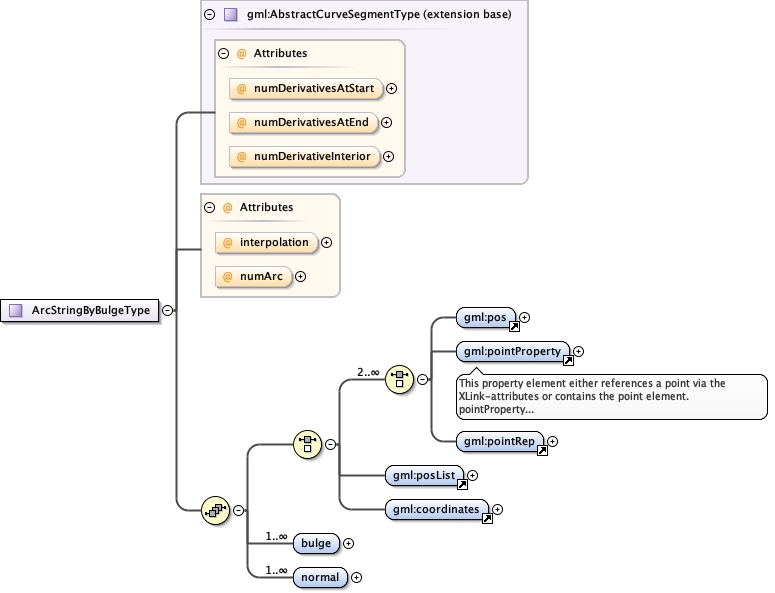 gml:AbstractCurveSegmentType (extension base)
@ Attributes
@ numDerivativesAtStart
@ numDerivativesAtEnd
@ numDerivativeInterior
@ Attributes
@ interpolation
@ numArc
ArcStringByBulgeType
gml:pos
gml:pointProperty
2..∞
This property element either references a point via the
XLink-attributes or contains the point element.
pointProperty...
gml:pointRep
gml:posList
gml:coordinates
1..∞
bulge
1..∞
normal